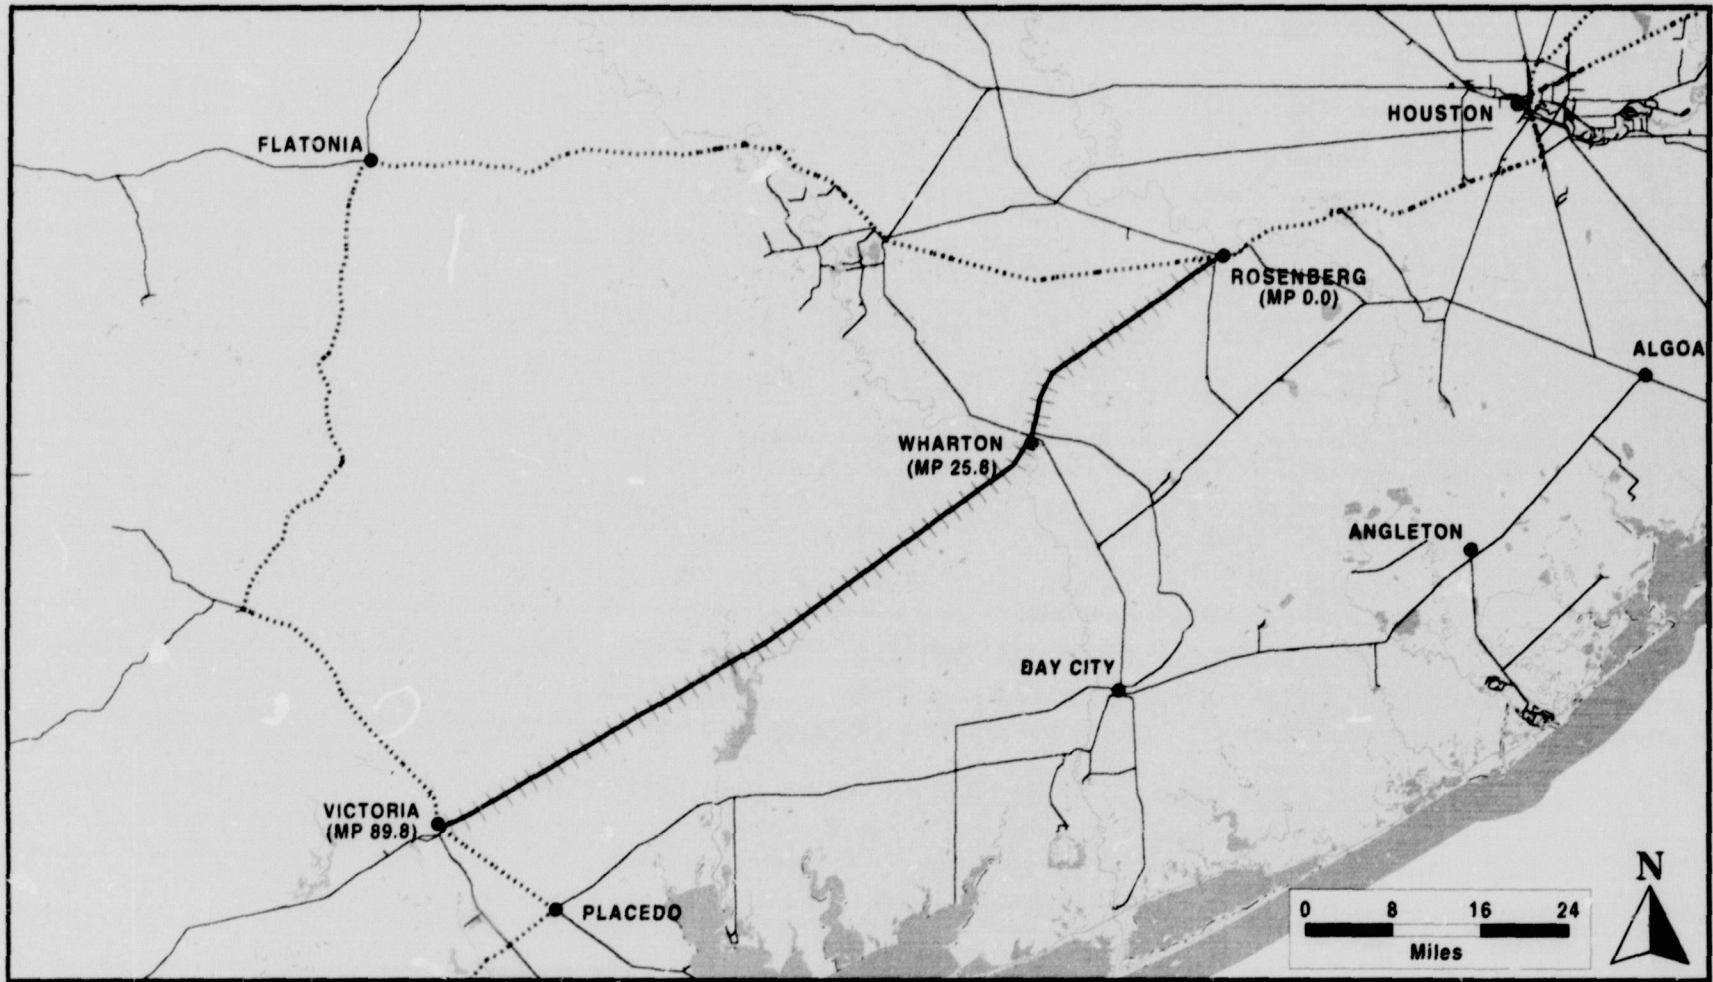 HOUSTON
FLATONIA
ROSENBERG
(MP 0.0)
ALGOA
WHARTON
(MP 25.8)
ANGLETON
BAY CITY
VICTORIA
(MP 89.8)
PLACEDO
N
0 8 16 24
Miles